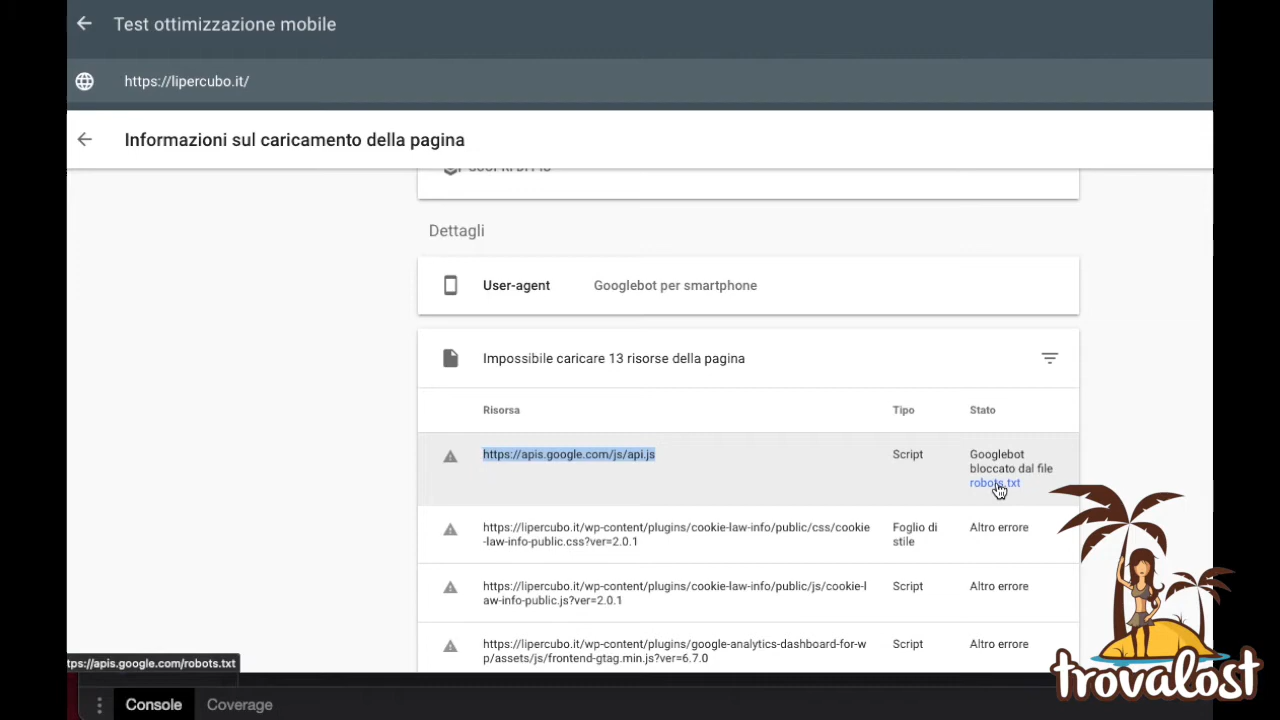 Test ottimizzazione mobile
https://lipercubo.it/
Informazioni sul caricamento della pagina
Dettagli
User-agent Googlebot per smartphone
Impossibile caricare 13 risorse della pagina
Risorsa Tipo Stato
https://apis.google.com/js/api.js Script Googlebot
bloccato dal file
robots.txt
https://lipercubo.it/wp-content/plugins/cookie-law-info/public/css/cookie Foglio di Altro errore
-law-info-public.css?ver=2.0.1 stile
https://lipercubo.it/wp-content/plugins/cookie-law-info/public/js/cookie-l Script Altro errore
aw-info-public.js?ver=2.0.1
https://lipercubo.it/wp-content/plugins/google-analytics-dashboard-for-w Script Altro errore
p/assets/js/frontend-gtag.min.js?ver=6.7.0
tps://apis.google.com/robots.txt
trovalost
Console Coverage